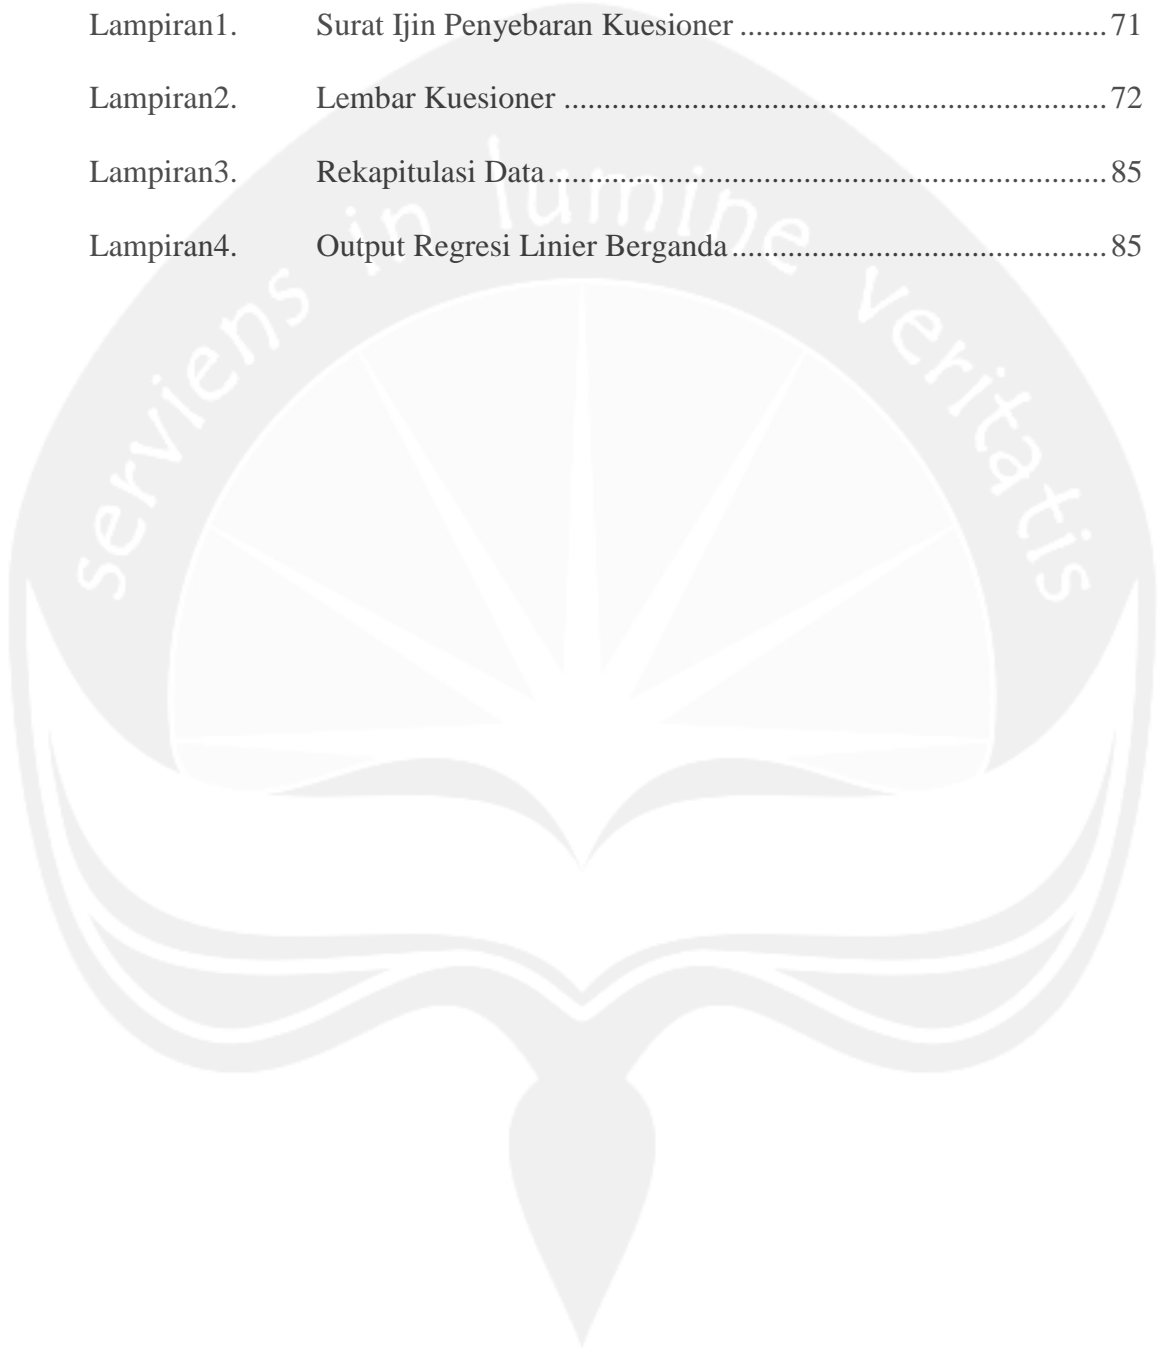 Lampiran1. Surat Ijin Penyebaran Kuesioner .............................................. 71
Lampiran2. Lembar Kuesioner .................................................................... 72
Lampiran3. Rekapitulasi Data ...................................................................... 85
Lampiran4. Output Regresi Linier Berganda ............................................... 85
serviens in lumine veritatis